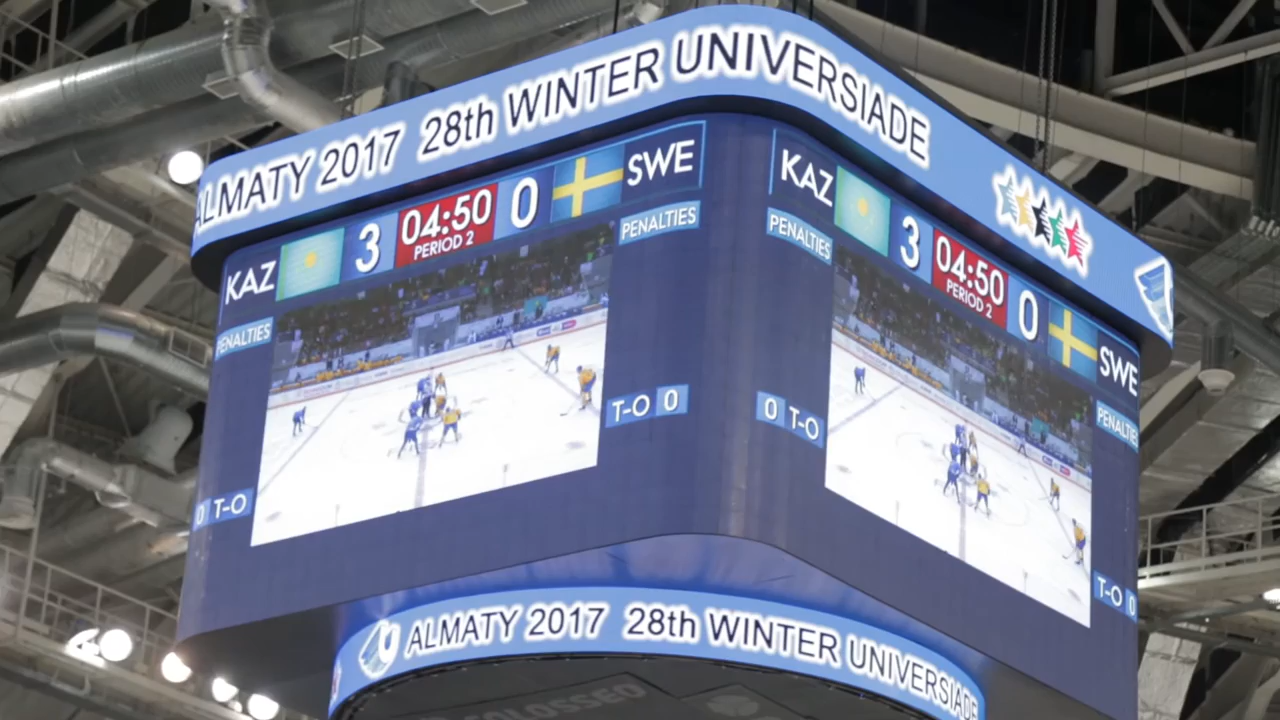 ALMATY 2017 28th WINTER UNIVERSIADE
KAZ 3 04:50 0 SWE
PERIOD 2
PENALTIES PENALTIES
0 T-O T-O 0
KAZ 3 04:50 0 SWE
PERIOD 2
PENALTIES PENALTIES
0 T-O T-O 0
ALMATY 2017 28th WINTER UNIVERSIADE
COLOSSEO